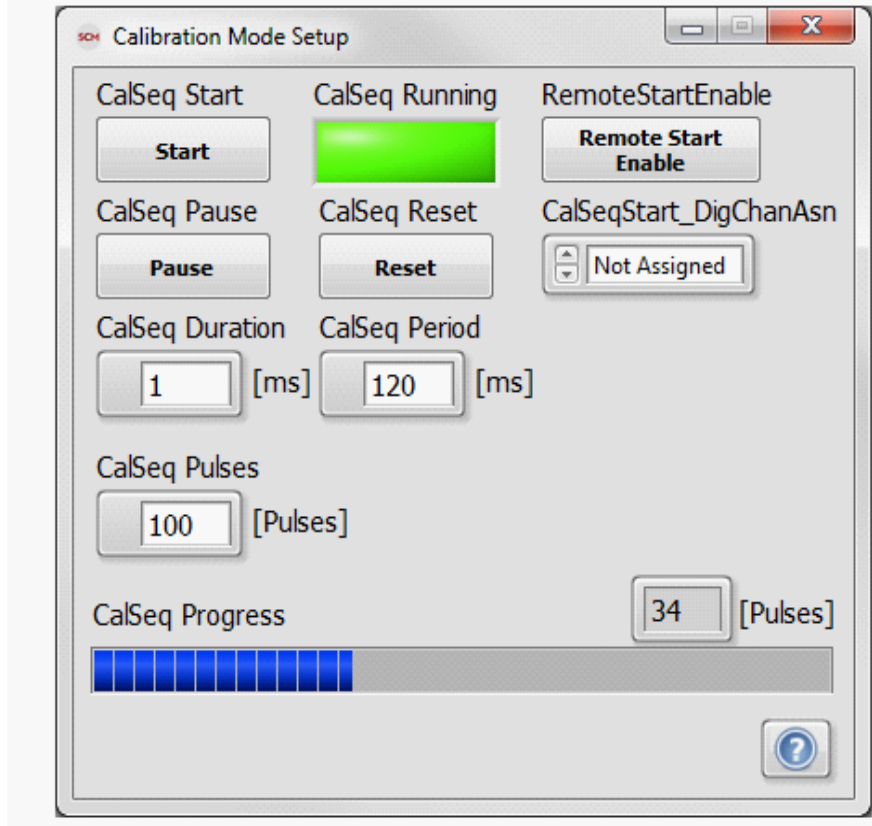 SCM Calibration Mode Setup
CalSeq Start CalSeq Running RemoteStartEnable
Start
Remote Start
Enable
CalSeq Pause CalSeq Reset CalSeqStart_DigChanAsn
Pause Reset Not Assigned
CalSeq Duration CalSeq Period
1 [ms] 120 [ms]
CalSeq Pulses
100 [Pulses]
CalSeq Progress 34 [Pulses]
?